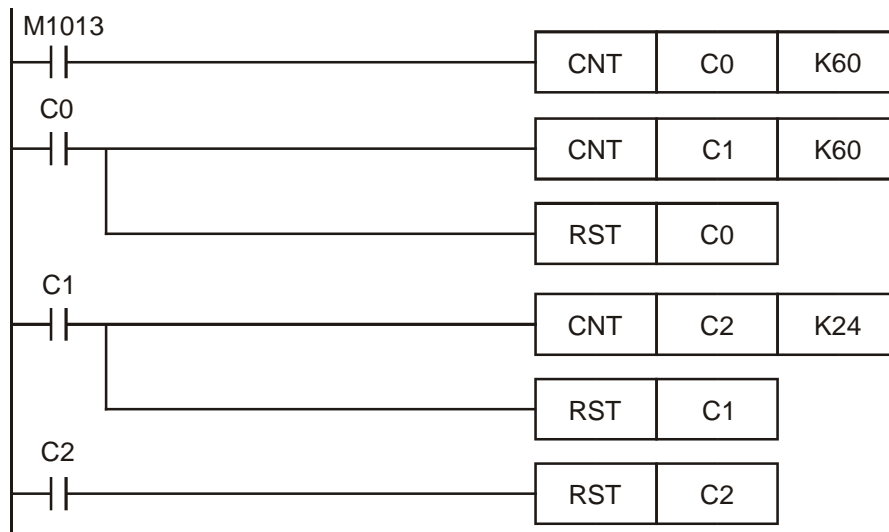 M1013
CNT C0 K60
C0
CNT C1 K60
RST C0
C1
CNT C2 K24
RST C1
C2
RST C2